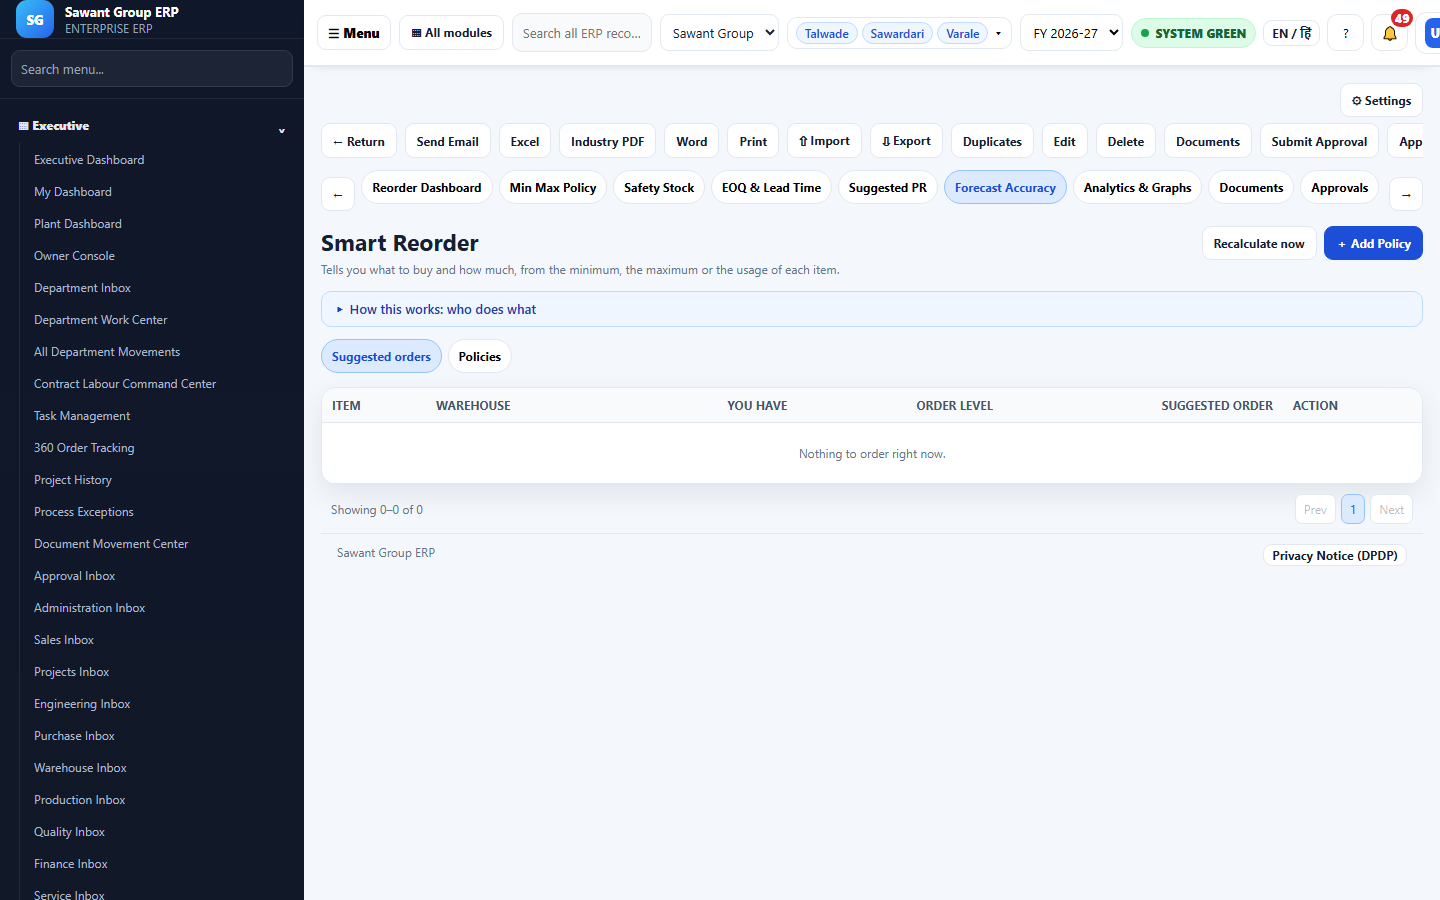 SG
Sawant Group ERP
ENTERPRISE ERP
Search menu...
Executive
Executive Dashboard
My Dashboard
Plant Dashboard
Owner Console
Department Inbox
Department Work Center
All Department Movements
Contract Labour Command Center
Task Management
360 Order Tracking
Project History
Process Exceptions
Document Movement Center
Approval Inbox
Administration Inbox
Sales Inbox
Projects Inbox
Engineering Inbox
Purchase Inbox
Warehouse Inbox
Production Inbox
Quality Inbox
Finance Inbox
Service Inbox
☰ Menu All modules Search all ERP reco... Sawant Group Talwade Sawardari Varale FY 2026-27 SYSTEM GREEN EN / हिं ? 49 U
⚙ Settings
← Return Send Email Excel Industry PDF Word Print ⇧ Import ⇩ Export Duplicates Edit Delete Documents Submit Approval App
← Reorder Dashboard Min Max Policy Safety Stock EOQ & Lead Time Suggested PR Forecast Accuracy Analytics & Graphs Documents Approvals →
Smart Reorder Recalculate now + Add Policy
Tells you what to buy and how much, from the minimum, the maximum or the usage of each item.
▸ How this works: who does what
Suggested orders Policies
ITEM WAREHOUSE YOU HAVE ORDER LEVEL SUGGESTED ORDER ACTION
Nothing to order right now.
Showing 0–0 of 0 Prev 1 Next
Sawant Group ERP Privacy Notice (DPDP)